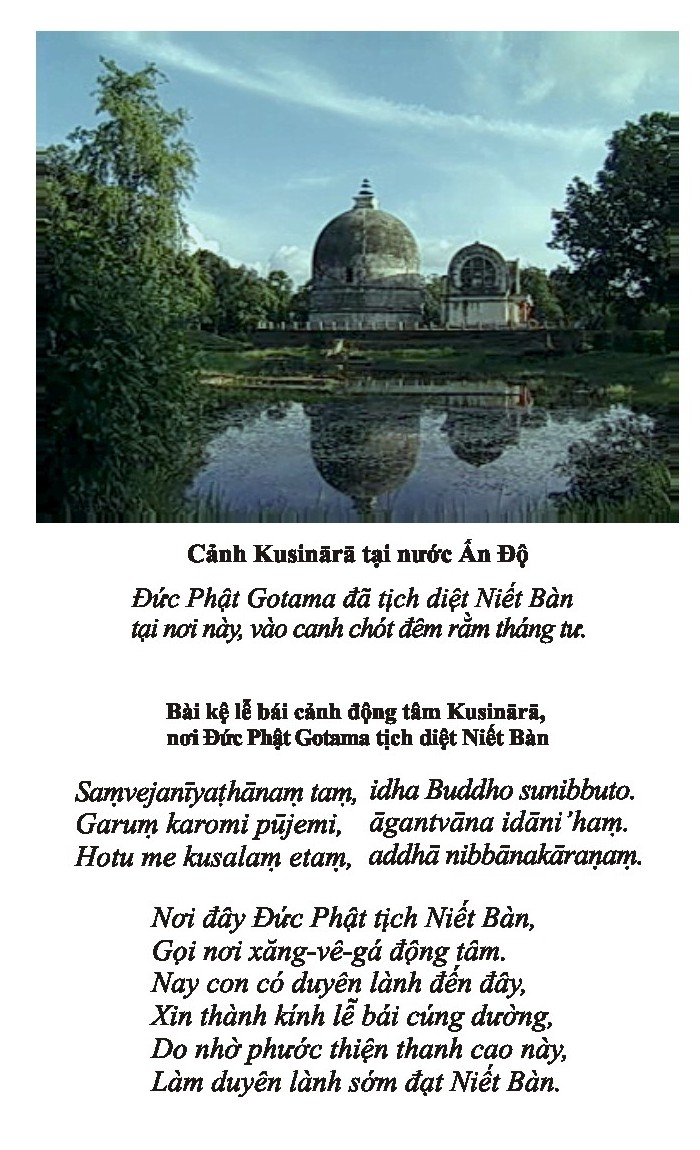 Cảnh Kusinārā tại nước Ấn Độ
Đức Phật Gotama đã tịch diệt Niết Bàn
tại nơi này, vào canh chót đêm rằm tháng tư.
Bài kệ lễ bái cảnh động tâm Kusinārā,
nơi Đức Phật Gotama tịch diệt Niết Bàn
Saṃvejanīyaṭhānaṃ taṃ, idha Buddho sunibbuto.
Garuṃ karomi pūjemi, āgantvāna idāni’haṃ.
Hotu me kusalaṃ etaṃ, addhā nibbānakāraṇaṃ.
Nơi đây Đức Phật tịch Niết Bàn,
Gọi nơi xăng-vê-gá động tâm.
Nay con có duyên lành đến đây,
Xin thành kính lễ bái cúng dường,
Do nhờ phước thiện thanh cao này,
Làm duyên lành sớm đạt Niết Bàn.